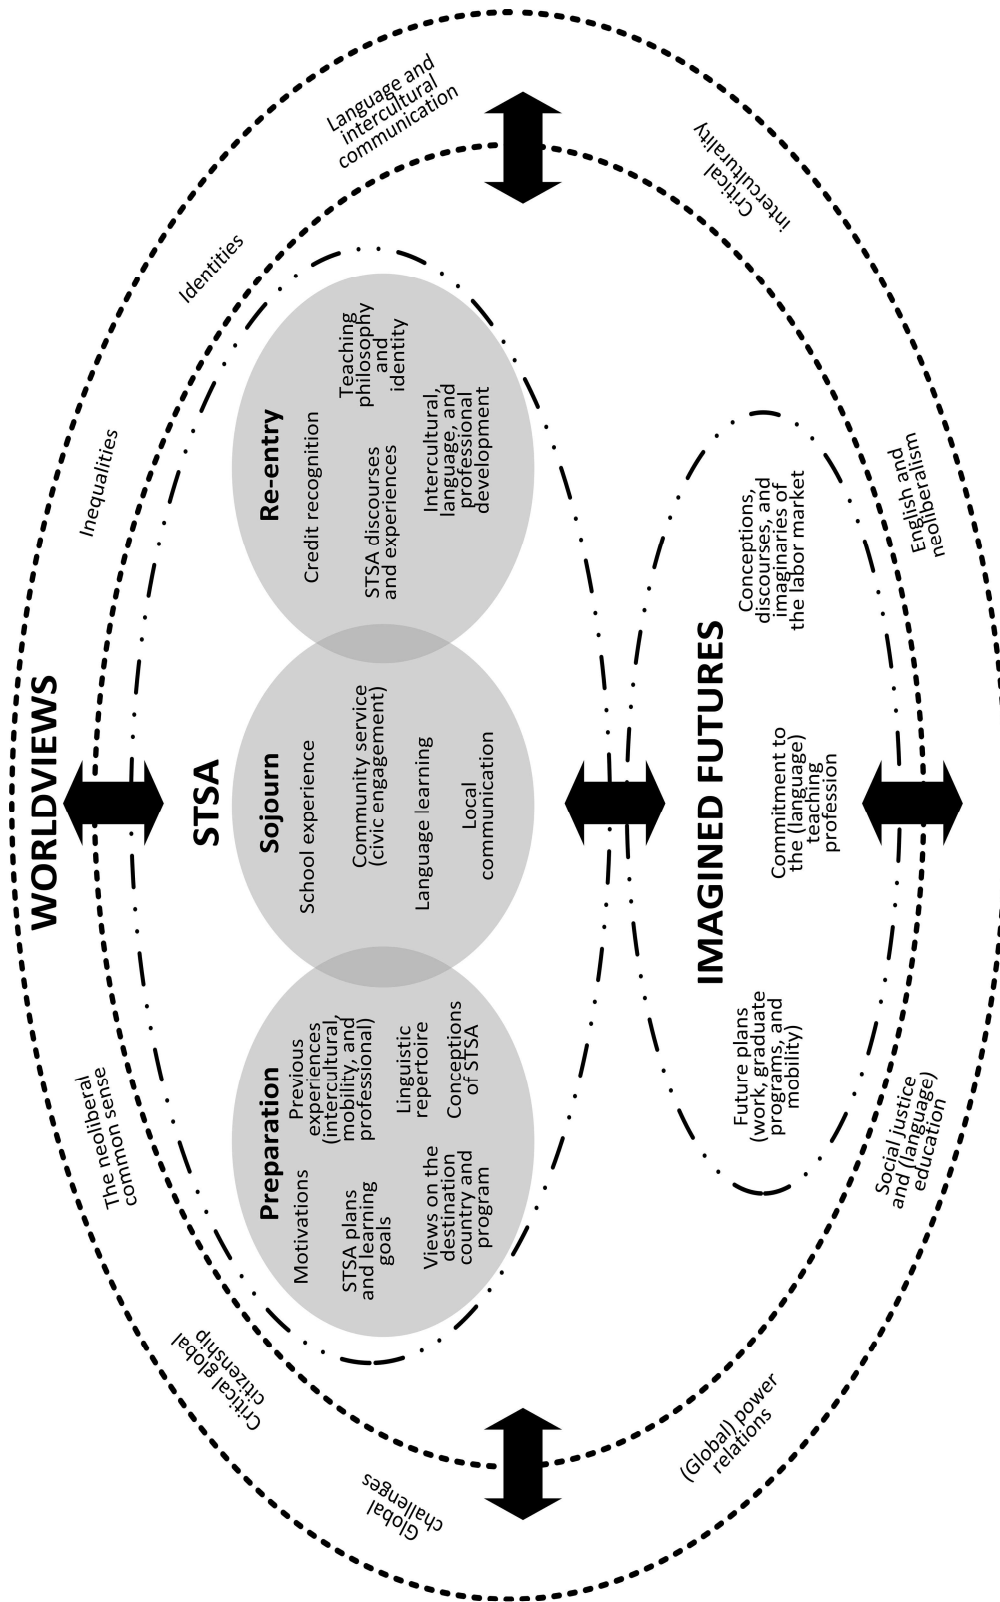 WORLDVIEWS
Global
challenges
Critical global
citizenship
The neoliberal
common sense
Inequalities
Identities
Language and
intercultural
communication
STSA
Preparation
Motivations
Previous
experiences
(intercultural,
mobility, and
professional)
STSA plans
and learning
goals
Linguistic
repertoire
Views on the
destination
country and
program
Conceptions
of STSA
Sojourn
School experience
Community service
(civic engagement)
Language learning
Local
communication
Re-entry
Credit recognition
Teaching
philosophy
and
identity
STSA discourses
and experiences
Intercultural,
language, and
professional
development
IMAGINED FUTURES
Future plans
(work, graduate
programs, and
mobility)
Commitment to
the (language)
teaching
profession
Conceptions,
discourses, and
imaginaries of
the labor market
(Global) power
relations
Social justice
and (language)
education
English and
neoliberalism
Critical
interculturality